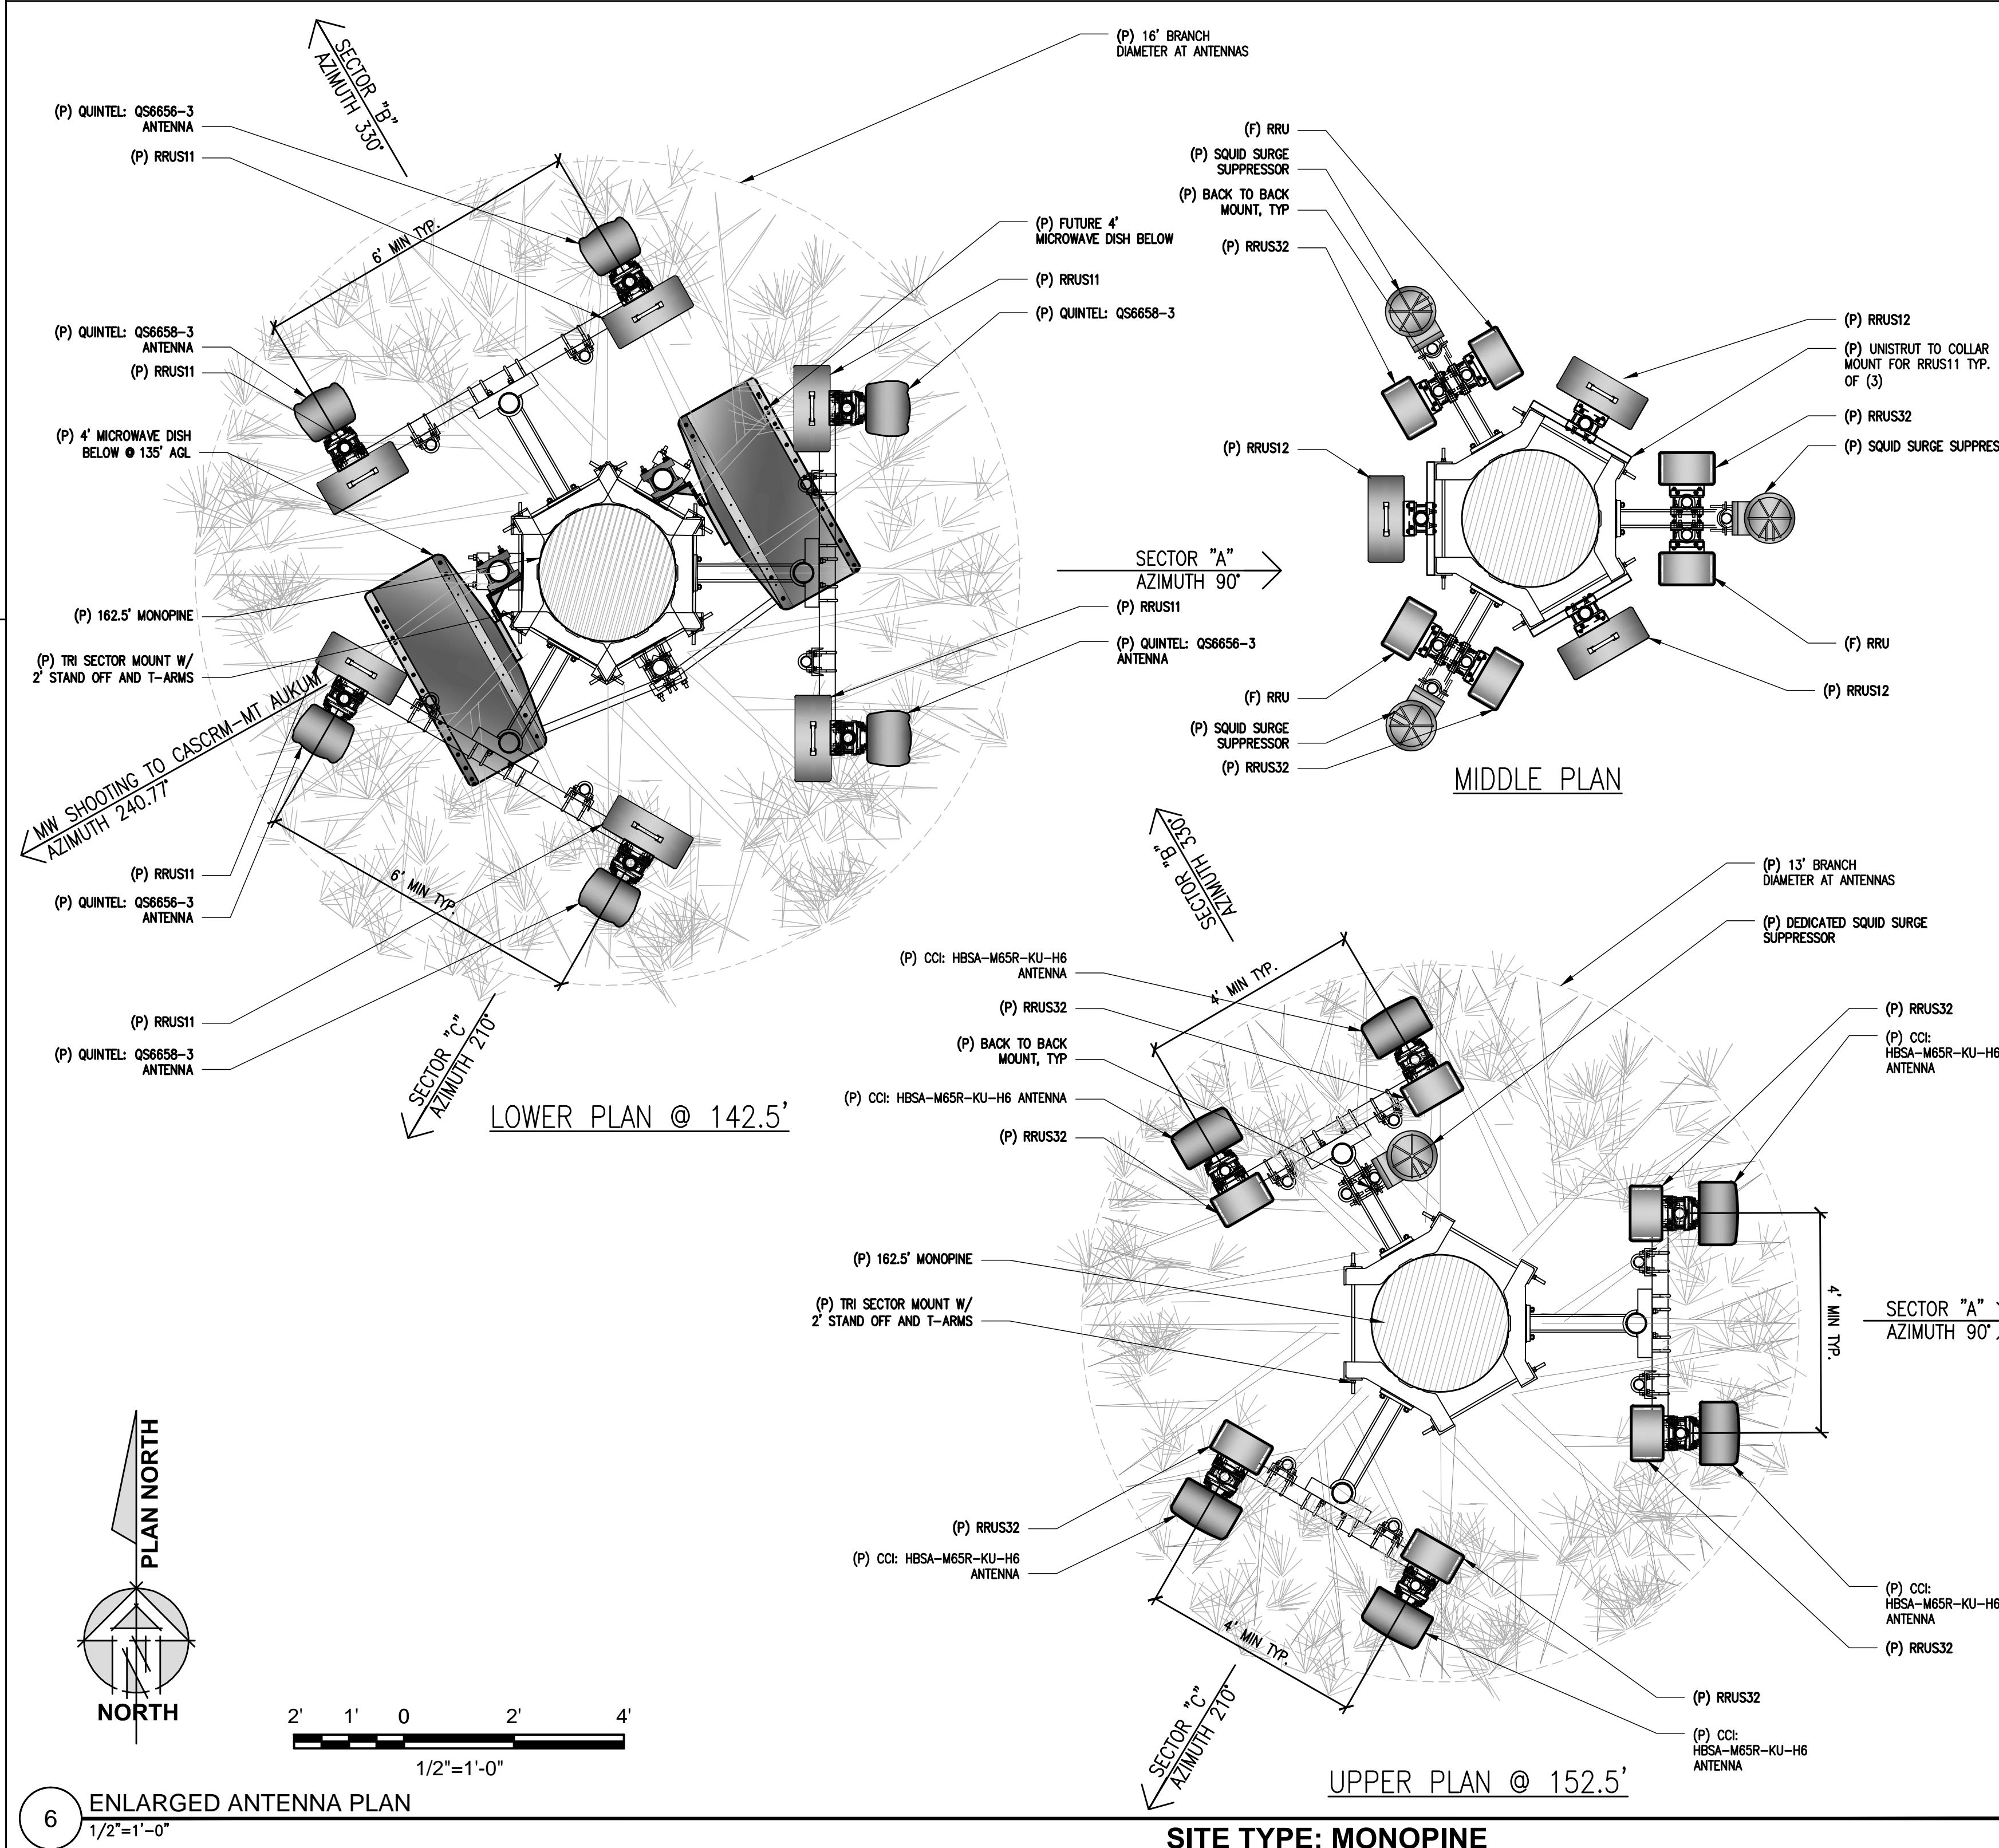 SECTOR "B"
AZIMUTH 330°
(P) 16' BRANCH
DIAMETER AT ANTENNAS
(P) QUINTEL: QS6656-3
ANTENNA
(P) RRUS11
6' MIN TYP.
(P) QUINTEL: QS6658-3
ANTENNA
(P) RRUS11
(P) 4' MICROWAVE DISH
BELOW @ 135' AGL
(P) 162.5' MONOPINE
(P) TRI SECTOR MOUNT W/
2' STAND OFF AND T-ARMS
MW SHOOTING TO CASCRM-MT AUKUM
AZIMUTH 240.77°
(P) RRUS11
(P) QUINTEL: QS6656-3
ANTENNA
6' MIN TYP.
(P) RRUS11
(P) QUINTEL: QS6658-3
ANTENNA
SECTOR "C"
AZIMUTH 210°
LOWER PLAN @ 142.5'
(P) FUTURE 4'
MICROWAVE DISH BELOW
(P) RRUS11
(P) QUINTEL: QS6658-3
SECTOR "A"
AZIMUTH 90°
(P) RRUS11
(P) QUINTEL: QS6656-3
ANTENNA
(F) RRU
(P) SQUID SURGE
SUPPRESSOR
(P) BACK TO BACK
MOUNT, TYP
(P) RRUS32
(P) RRUS12
(F) RRU
(P) SQUID SURGE
SUPPRESSOR
(P) RRUS32
(P) RRUS12
(P) UNISTRUT TO COLLAR
MOUNT FOR RRUS11 TYP.
OF (3)
(P) RRUS32
(P) SQUID SURGE SUPPRES
(F) RRU
(P) RRUS12
MIDDLE PLAN
SECTOR "B"
AZIMUTH 330°
(P) 13' BRANCH
DIAMETER AT ANTENNAS
(P) DEDICATED SQUID SURGE
SUPPRESSOR
(P) CCI: HBSA-M65R-KU-H6
ANTENNA
4' MIN TYP.
(P) RRUS32
(P) BACK TO BACK
MOUNT, TYP
(P) CCI: HBSA-M65R-KU-H6 ANTENNA
(P) RRUS32
(P) RRUS32
(P) CCI:
HBSA-M65R-KU-H6
ANTENNA
(P) 162.5' MONOPINE
(P) TRI SECTOR MOUNT W/
2' STAND OFF AND T-ARMS
4' MIN TYP.
SECTOR "A"
AZIMUTH 90°
(P) RRUS32
(P) CCI: HBSA-M65R-KU-H6
ANTENNA
4' MIN TYP.
(P) CCI:
HBSA-M65R-KU-H6
ANTENNA
(P) RRUS32
(P) RRUS32
(P) CCI:
HBSA-M65R-KU-H6
ANTENNA
SECTOR "C"
AZIMUTH 210°
UPPER PLAN @ 152.5'
PLAN NORTH
NORTH
2' 1' 0 2' 4'
1/2"=1'-0"
6 ENLARGED ANTENNA PLAN
1/2"=1'-0"
SITE TYPE: MONOPINE